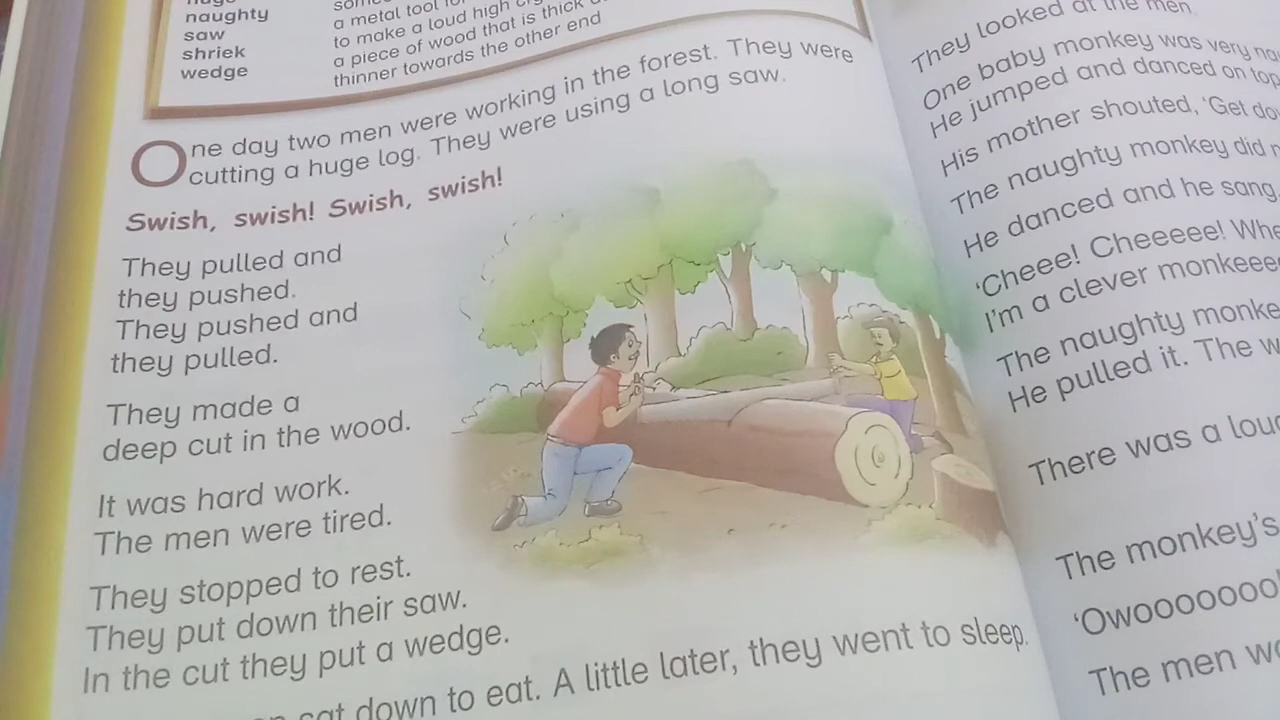 naughty
saw
shriek
wedge
a metal tool
to make a loud high
a piece of wood that is thick
thinner towards the other end
One day two men were working in the forest. They were
cutting a huge log. They were using a long saw.
Swish, swish! Swish, swish!
They pulled and
they pushed.
They pushed and
they pulled.
They made a
deep cut in the wood.
It was hard work.
The men were tired.
They stopped to rest.
They put down their saw.
In the cut they put a wedge.
sat down to eat. A little later, they went to sleep.
They looked at the men.
One baby monkey was very
He jumped and danced on top
His mother shouted, ‘Get
The naughty monkey did
He danced and he sang
‘Cheee! Cheeeee!
I'm a clever
The naughty
He pulled it. The
There was a
The monkey's
The men